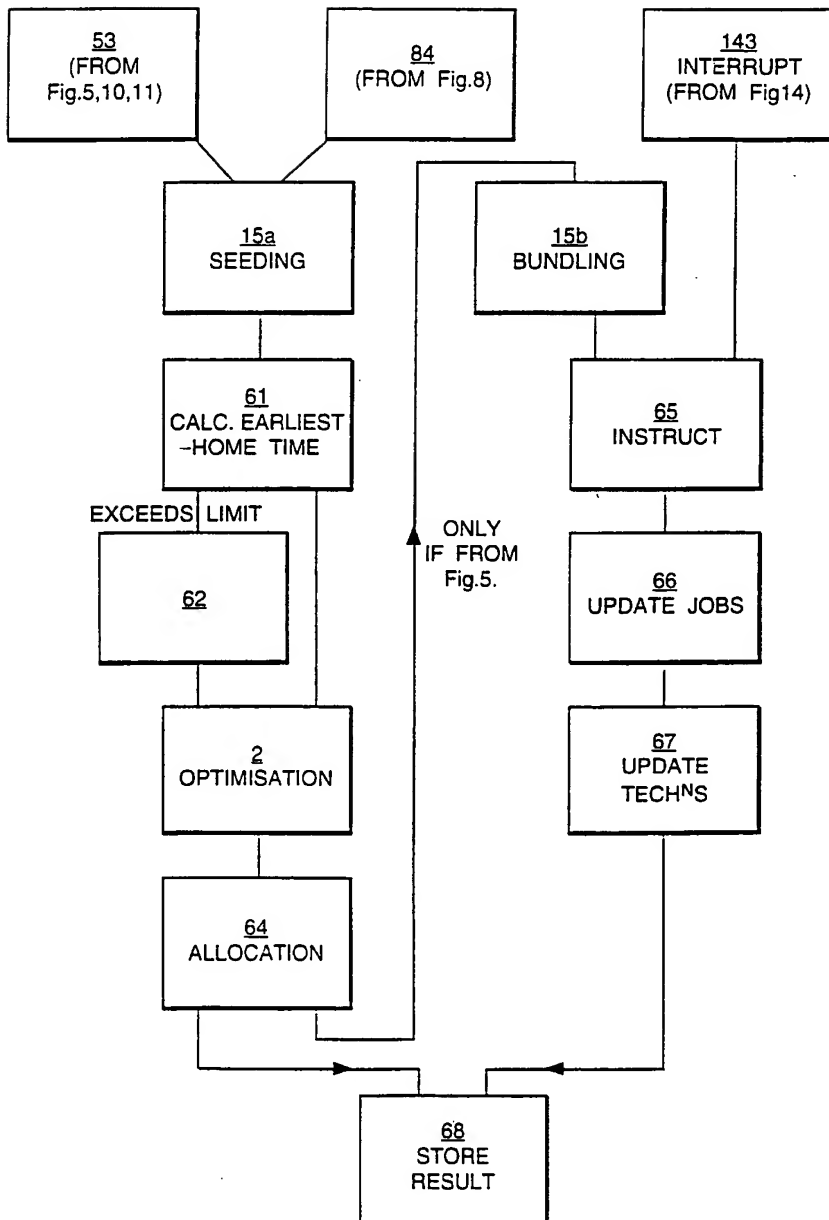 53
(FROM
Fig.5,10,11)
84
(FROM Fig.8)
143
INTERRUPT
(FROM Fig14)
15a
SEEDING
15b
BUNDLING
61
CALC. EARLIEST
-HOME TIME
65
INSTRUCT
EXCEEDS LIMIT
ONLY
IF FROM
Fig.5.
62
66
UPDATE JOBS
2
OPTIMISATION
67
UPDATE
TECHNS
64
ALLOCATION
68
STORE
RESULT